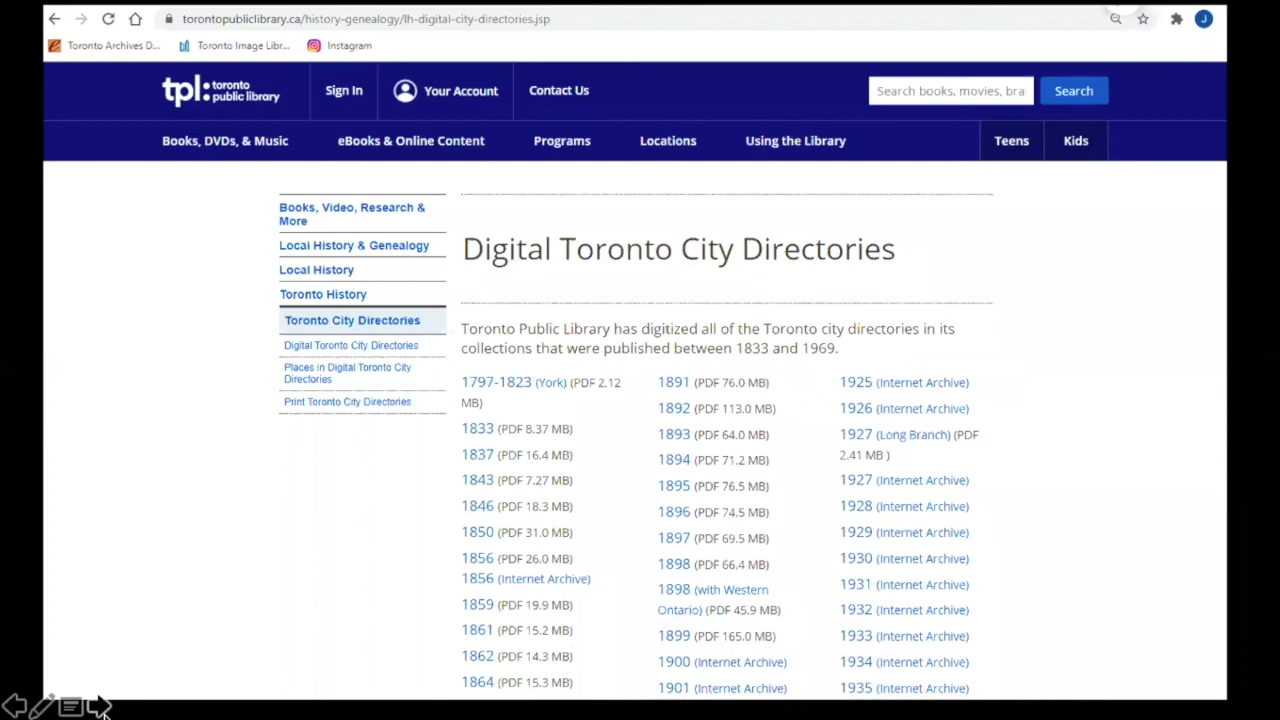 torontopubliclibrary.ca/history-genealogy/lh-digital-city-directories.jsp
J
Toronto Archives D...
Toronto Image Libr...
Instagram
tpl: toronto public library
Sign In
Your Account
Contact Us
Search books, movies, bra
Search
Books, DVDs, & Music
eBooks & Online Content
Programs
Locations
Using the Library
Teens
Kids
Books, Video, Research &
More
Local History & Genealogy
Local History
Toronto History
Toronto City Directories
Digital Toronto City Directories
Places in Digital Toronto City
Directories
Print Toronto City Directories
Digital Toronto City Directories
Toronto Public Library has digitized all of the Toronto city directories in its
collections that were published between 1833 and 1969.
1797-1823 (York) (PDF 2.12
MB)
1833 (PDF 8.37 MB)
1837 (PDF 16.4 MB)
1843 (PDF 7.27 MB)
1846 (PDF 18.3 MB)
1850 (PDF 31.0 MB)
1856 (PDF 26.0 MB)
1856 (Internet Archive)
1859 (PDF 19.9 MB)
1861 (PDF 15.2 MB)
1862 (PDF 14.3 MB)
1864 (PDF 15.3 MB)
1891 (PDF 76.0 MB)
1892 (PDF 113.0 MB)
1893 (PDF 64.0 MB)
1894 (PDF 71.2 MB)
1895 (PDF 76.5 MB)
1896 (PDF 74.5 MB)
1897 (PDF 69.5 MB)
1898 (PDF 66.4 MB)
1898 (with Western
Ontario) (PDF 45.9 MB)
1899 (PDF 165.0 MB)
1900 (Internet Archive)
1901 (Internet Archive)
1925 (Internet Archive)
1926 (Internet Archive)
1927 (Long Branch) (PDF
2.41 MB )
1927 (Internet Archive)
1928 (Internet Archive)
1929 (Internet Archive)
1930 (Internet Archive)
1931 (Internet Archive)
1932 (Internet Archive)
1933 (Internet Archive)
1934 (Internet Archive)
1935 (Internet Archive)